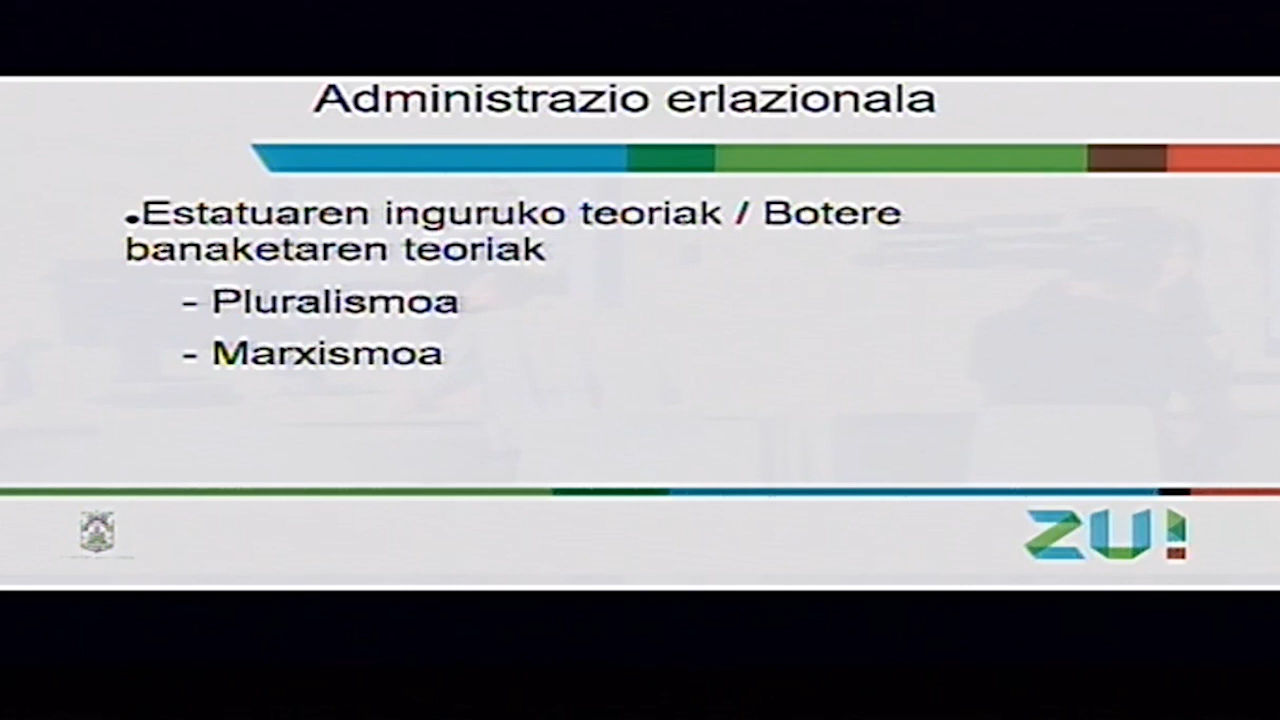 Administrazio erlazionala
•Estatuaren inguruko teoriak / Botere
banaketaren teoriak
- Pluralismoa
- Marxismoa
ZU!